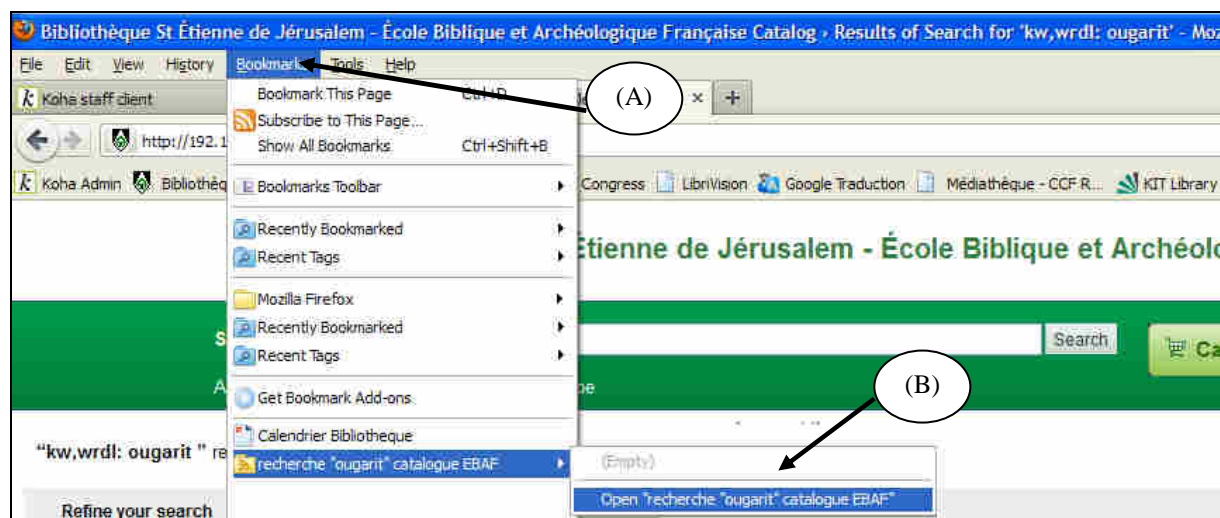 Bibliothèque St Étienne de Jérusalem - École Biblique et Archéologique Française Catalog › Results of Search for 'kw,wrdl: ougarit' - Moz
File Edit View History Bookmarks Tools Help
Koha staff client
(A)
Bookmark This Page Ctrl+D
Subscribe to This Page...
Show All Bookmarks Ctrl+Shift+B
http://192.1
Koha Admin Bibliothèq
Bookmarks Toolbar
Congress LibriVision Google Traduction Médiathèque - CCF R... KIT Library
Recently Bookmarked
Recent Tags
Étienne de Jérusalem - École Biblique et Archéolo
Mozilla Firefox
Recently Bookmarked
Recent Tags
S
Search
Ca
A
Get Bookmark Add-ons
(B)
Calendrier Bibliotheque
"kw,wrdl: ougarit " re
recherche "ougarit" catalogue EBAF
(Empty)
Open "recherche "ougarit" catalogue EBAF"
Refine your search